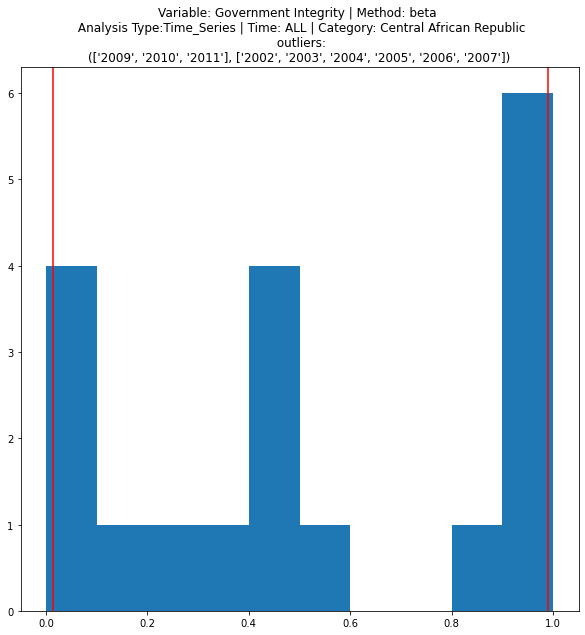 Variable: Government Integrity | Method: beta
Analysis Type:Time_Series | Time: ALL | Category: Central African Republic
outliers:
(['2009', '2010', '2011'], ['2002', '2003', '2004', '2005', '2006', '2007'])
6
5
4
3
2
1
0
0.0 0.2 0.4 0.6 0.8 1.0